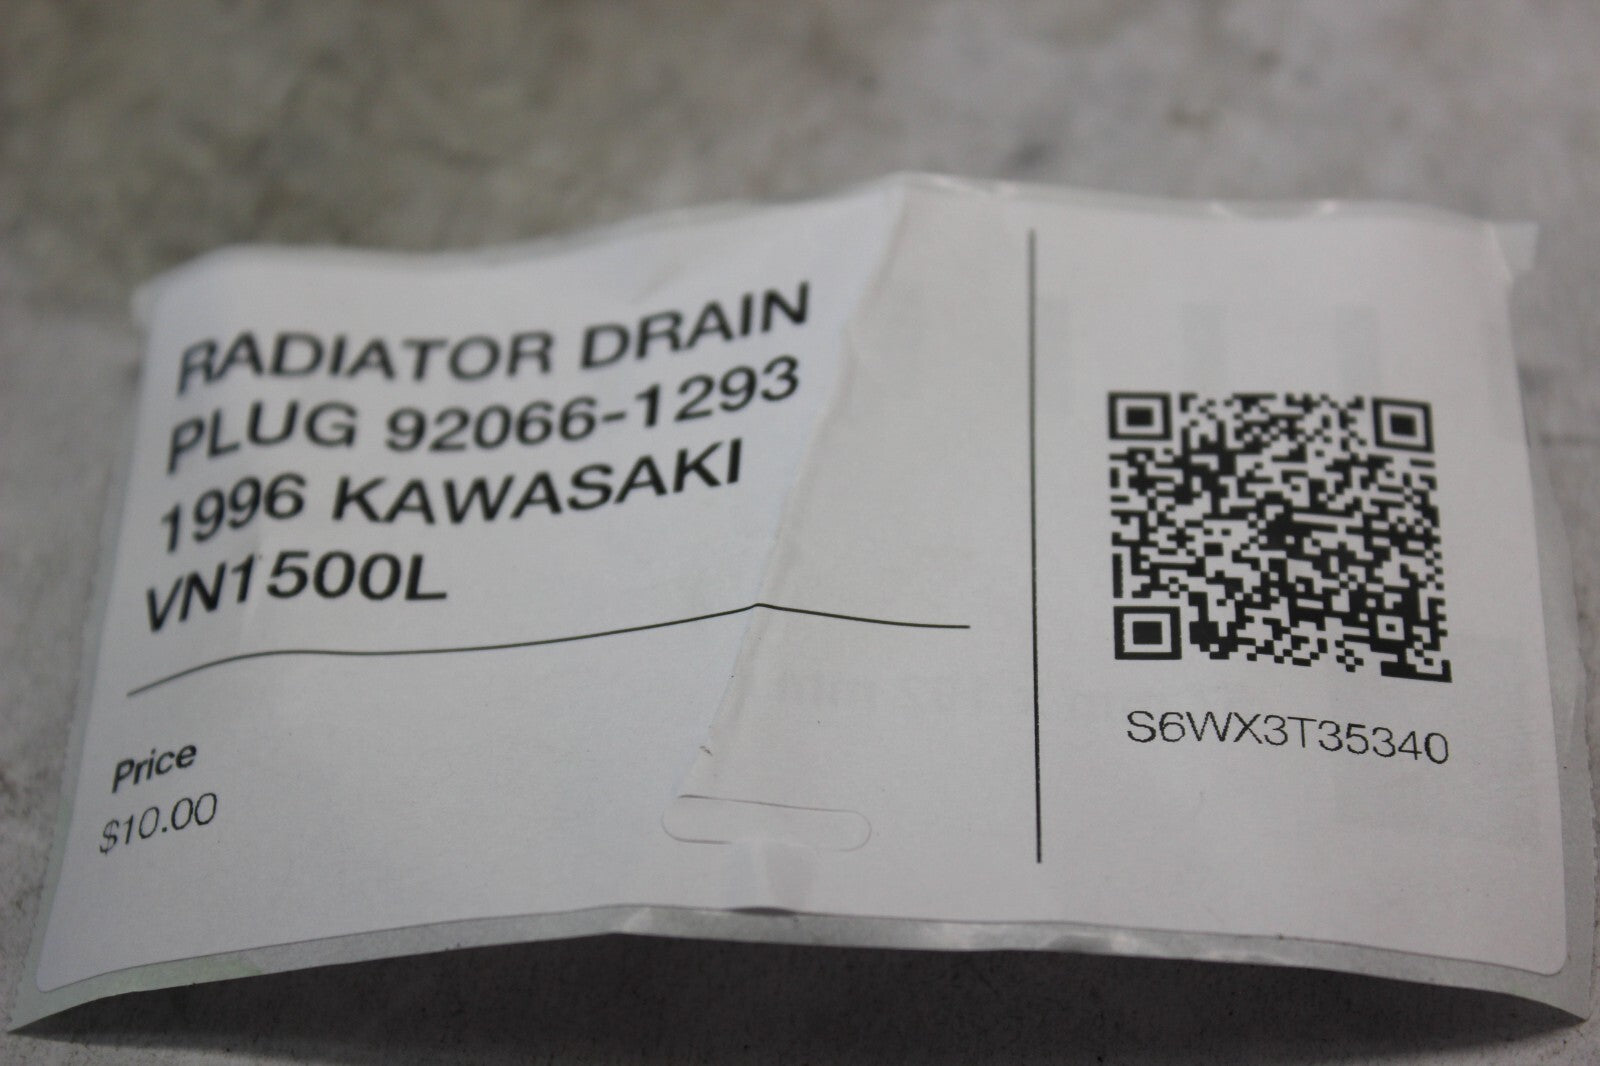 RADIATOR DRAIN
PLUG 92066-1293
1996 KAWASAKI
VN1500L
Price
$10.00
S6WX3T35340